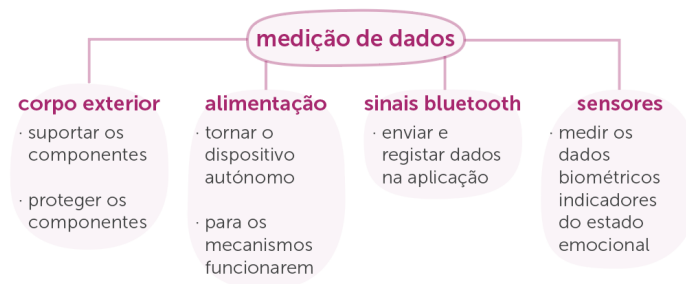 medição de dados
corpo exterior
· suportar os
componentes
· proteger os
componentes
alimentação
· tornar o
dispositivo
autónomo
· para os
mecanismos
funcionarem
sinais bluetooth
· enviar e
registar dados
na aplicação
sensores
· medir os
dados
biométricos
indicadores
do estado
emocional